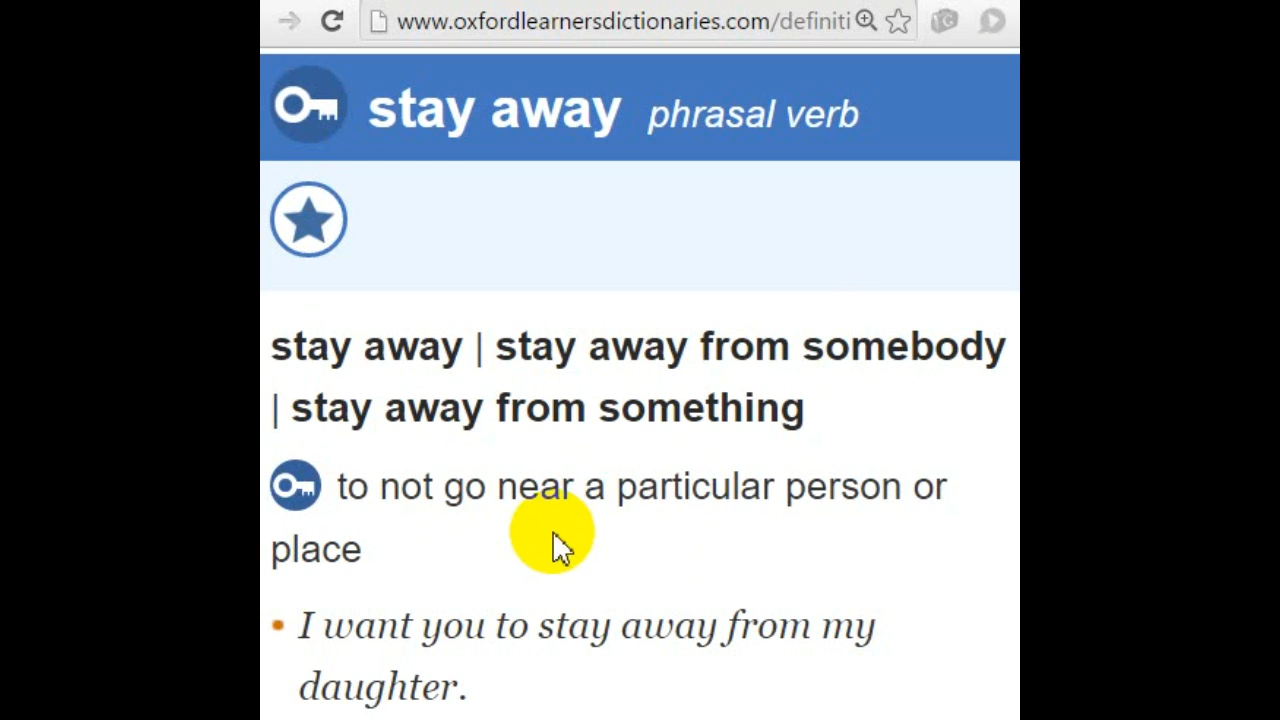 www.oxfordlearnersdictionaries.com/definiti
stay away phrasal verb
stay away | stay away from somebody
| stay away from something
to not go near a particular person or
place
• I want you to stay away from my
daughter.